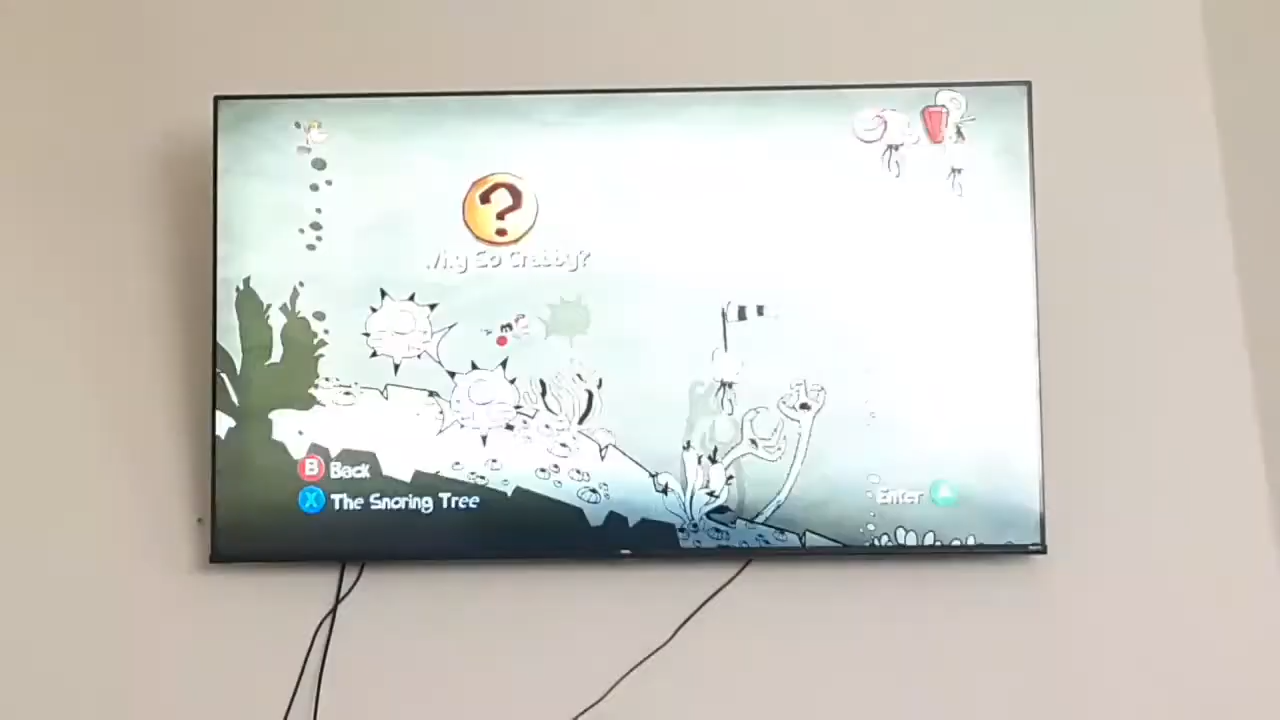 ?
Why So Crabby?
B Back
X The Snoring Tree
Enter A